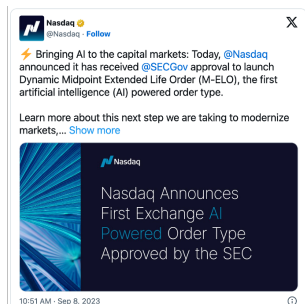 Nasdaq
@Nasdaq · Follow
⚡ Bringing AI to the capital markets: Today, @Nasdaq
announced it has received @SECGov approval to launch
Dynamic Midpoint Extended Life Order (M-ELO), the first
artificial intelligence (AI) powered order type.
Learn more about this next step we are taking to modernize
markets,... Show more
Nasdaq
Nasdaq Announces
First Exchange AI
Powered Order Type
Approved by the SEC
10:51 AM · Sep 8, 2023